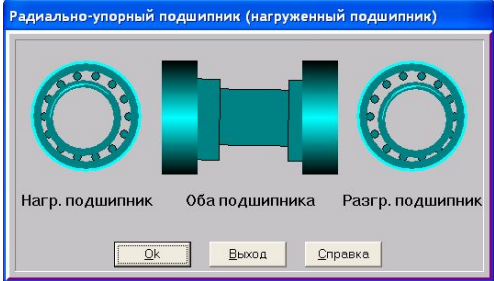 Радиально-упорный подшипник (нагруженный подшипник)
Нагр. подшипник Оба подшипника Разгр. подшипник
Ok Выход Справка